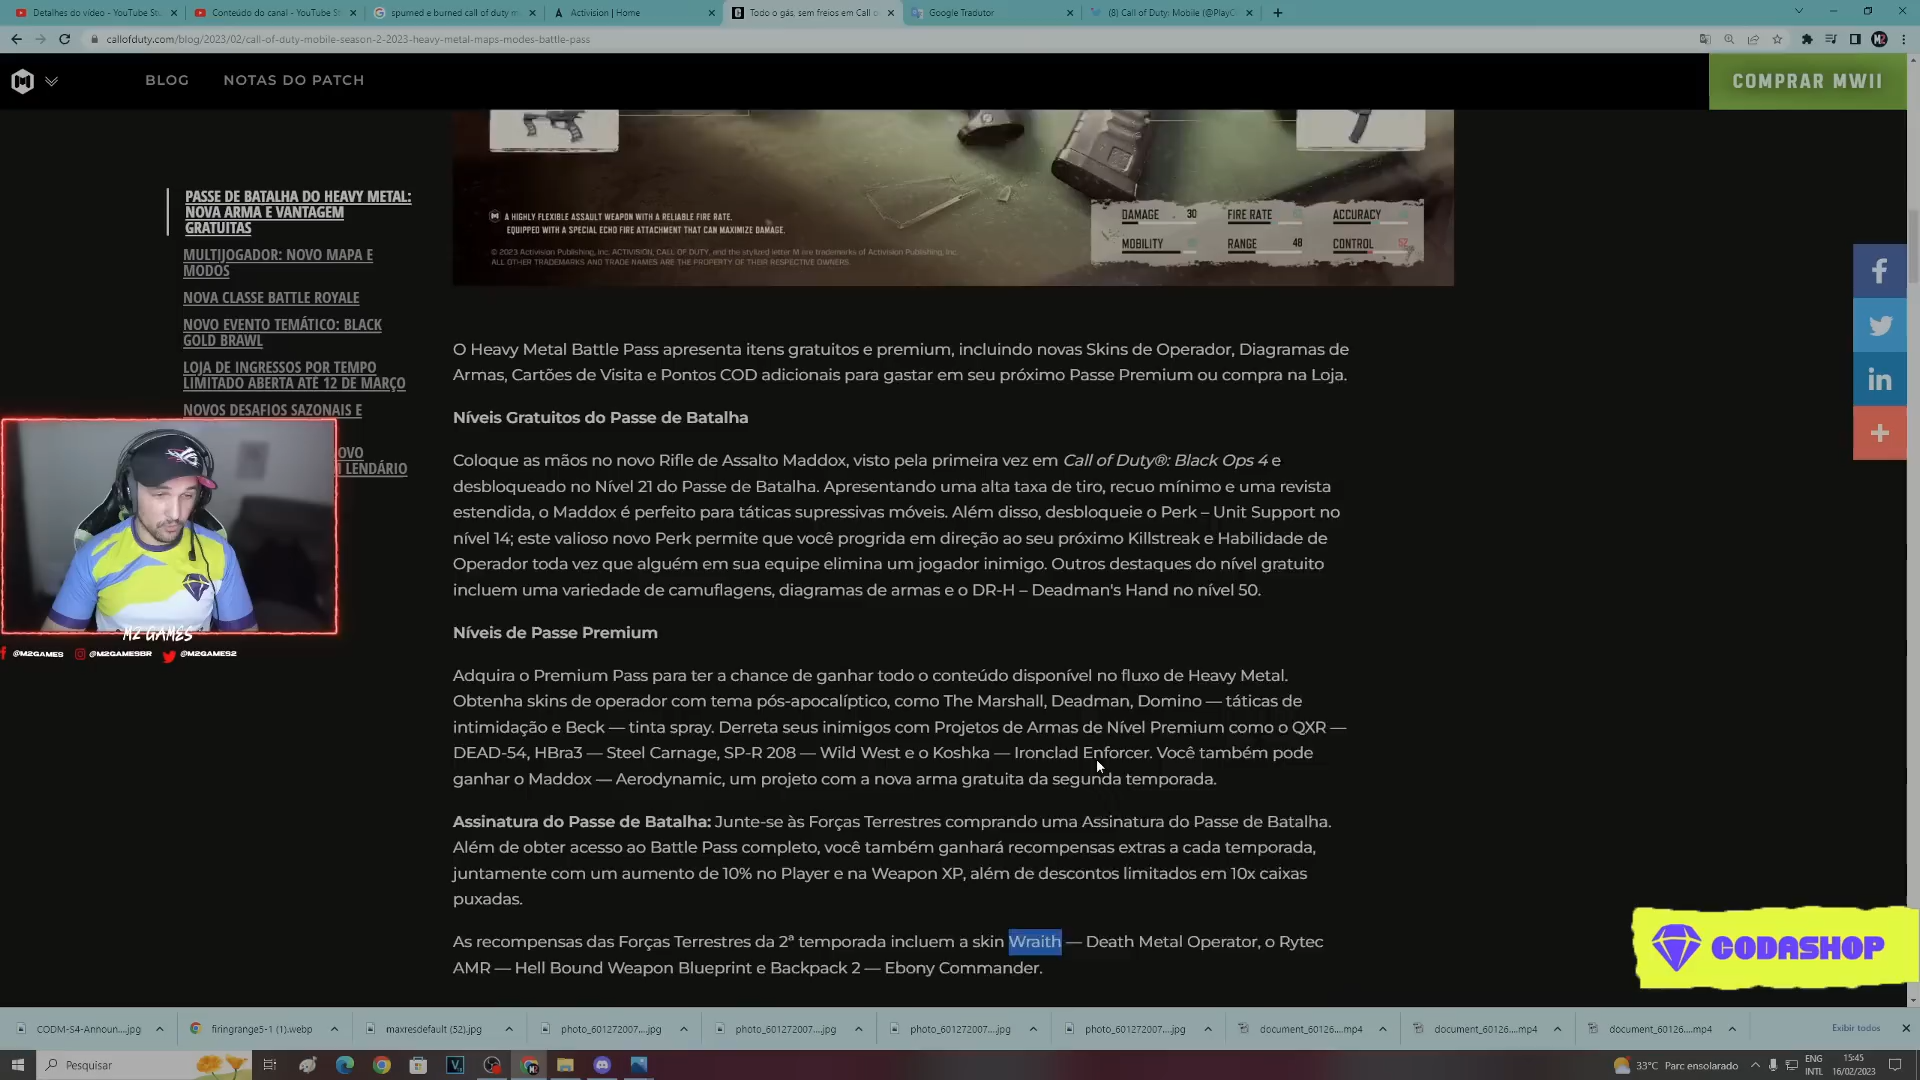 Detalhes do vídeo - YouTube St
Conteúdo do canal - YouTube S
spumed e burned call of duty m
Activision | Home
Todo o gás, sem freios em Call o
Google Tradutor
(8) Call of Duty: Mobile (@PlayC
callofduty.com/blog/2023/02/call-of-duty-mobile-season-2-2023-heavy-metal-maps-modes-battle-pass
BLOG
NOTAS DO PATCH
COMPRAR MWII
PASSE DE BATALHA DO HEAVY METAL:
NOVA ARMA E VANTAGEM
GRATUITAS
MULTIJOGADOR: NOVO MAPA E
MODOS
NOVA CLASSE BATTLE ROYALE
NOVO EVENTO TEMÁTICO: BLACK
GOLD BRAWL
LOJA DE INGRESSOS POR TEMPO
LIMITADO ABERTA ATÉ 12 DE MARÇO
NOVOS DESAFIOS SAZONAIS E
OVO
M LENDÁRIO
A HIGHLY FLEXIBLE ASSAULT WEAPON WITH A RELIABLE FIRE RATE.
EQUIPPED WITH A SPECIAL ECHO FIRE ATTACHMENT THAT CAN MAXIMIZE DAMAGE.
© 2023 Activision Publishing, Inc. ACTIVISION, CALL OF DUTY, and the stylized letter M are trademarks of Activision Publishing, Inc.
ALL OTHER TRADEMARKS AND TRADE NAMES ARE THE PROPERTY OF THEIR RESPECTIVE OWNERS.
DAMAGE 30 FIRE RATE ACCURACY
MOBILITY RANGE 48 CONTROL
O Heavy Metal Battle Pass apresenta itens gratuitos e premium, incluindo novas Skins de Operador, Diagramas de
Armas, Cartões de Visita e Pontos COD adicionais para gastar em seu próximo Passe Premium ou compra na Loja.
Níveis Gratuitos do Passe de Batalha
Coloque as mãos no novo Rifle de Assalto Maddox, visto pela primeira vez em Call of Duty®: Black Ops 4 e
desbloqueado no Nível 21 do Passe de Batalha. Apresentando uma alta taxa de tiro, recuo mínimo e uma revista
estendida, o Maddox é perfeito para táticas supressivas móveis. Além disso, desbloqueie o Perk – Unit Support no
nível 14; este valioso novo Perk permite que você progrida em direção ao seu próximo Killstreak e Habilidade de
Operador toda vez que alguém em sua equipe elimina um jogador inimigo. Outros destaques do nível gratuito
incluem uma variedade de camuflagens, diagramas de armas e o DR-H – Deadman's Hand no nível 50.
Níveis de Passe Premium
Adquira o Premium Pass para ter a chance de ganhar todo o conteúdo disponível no fluxo de Heavy Metal.
Obtenha skins de operador com tema pós-apocalíptico, como The Marshall, Deadman, Domino — táticas de
intimidação e Beck — tinta spray. Derreta seus inimigos com Projetos de Armas de Nível Premium como o QXR —
DEAD-54, HBra3 — Steel Carnage, SP-R 208 — Wild West e o Koshka — Ironclad Enforcer. Você também pode
ganhar o Maddox — Aerodynamic, um projeto com a nova arma gratuita da segunda temporada.
Assinatura do Passe de Batalha: Junte-se às Forças Terrestres comprando uma Assinatura do Passe de Batalha.
Além de obter acesso ao Battle Pass completo, você também ganhará recompensas extras a cada temporada,
juntamente com um aumento de 10% no Player e na Weapon XP, além de descontos limitados em 10x caixas
puxadas.
As recompensas das Forças Terrestres da 2ª temporada incluem a skin Wraith — Death Metal Operator, o Rytec
AMR — Hell Bound Weapon Blueprint e Backpack 2 — Ebony Commander.
M2 GAMES
@M2GAMES @M2GAMESBR @M2GAMES2
CODASHOP
CODM-S4-Announ....jpg
firingrange5-1 (1).webp
maxresdefault (52).jpg
photo_601272007....jpg
photo_601272007....jpg
photo_601272007....jpg
photo_601272007....jpg
document_60126....mp4
document_60126....mp4
document_60126....mp4
Exibir todos
Pesquisar
33°C Parc ensolarado
ENG
INTL
15:45
16/02/2023